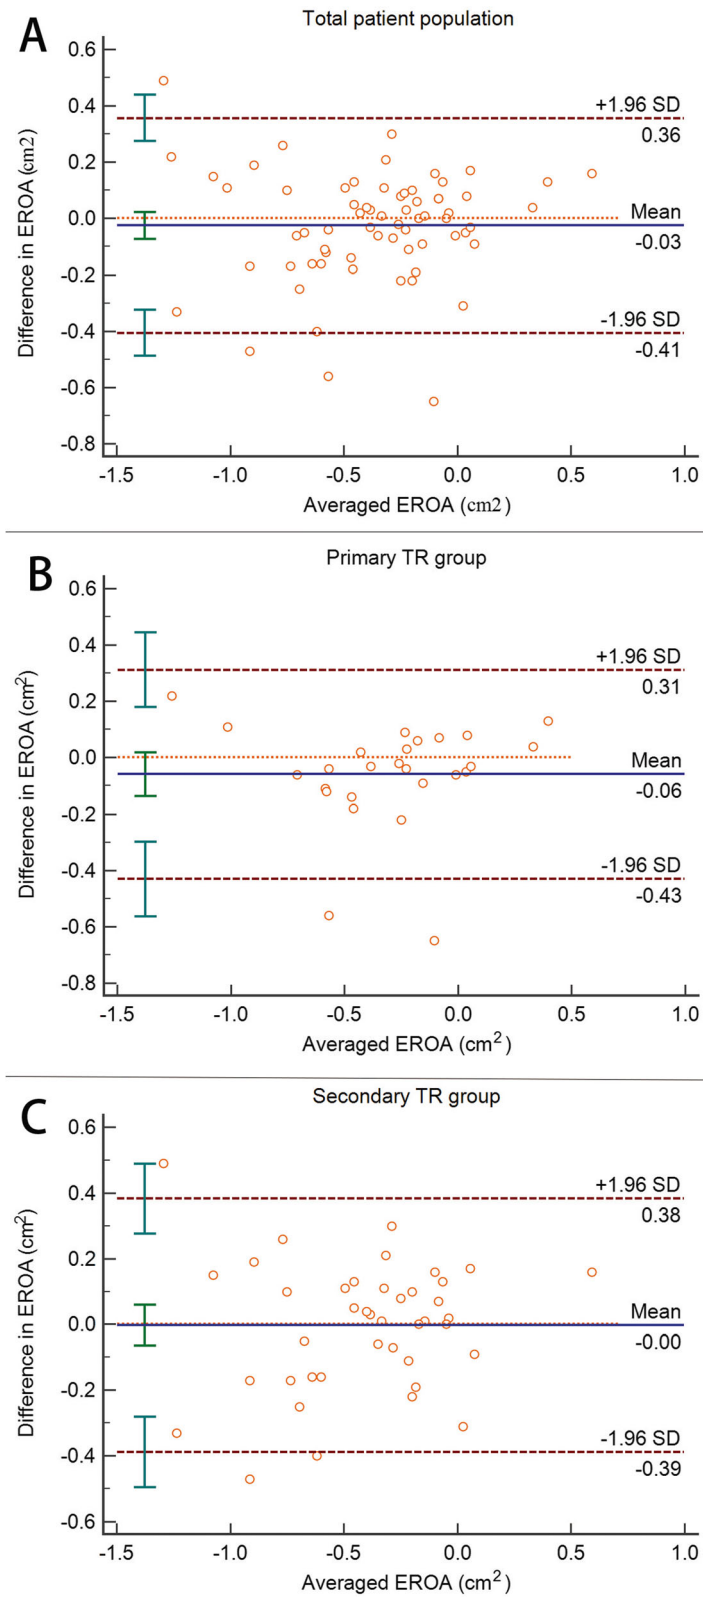 A
Total patient population
Difference in EROA (cm2)
0.6
0.4
0.2
0.0
-0.2
-0.4
-0.6
-0.8
+1.96 SD
0.36
Mean
-0.03
-1.96 SD
-0.41
-1.5 -1.0 -0.5 0.0 0.5 1.0
Averaged EROA (cm2)
B
Primary TR group
Difference in EROA (cm²)
0.6
0.4
0.2
0.0
-0.2
-0.4
-0.6
-0.8
+1.96 SD
0.31
Mean
-0.06
-1.96 SD
-0.43
-1.5 -1.0 -0.5 0.0 0.5 1.0
Averaged EROA (cm²)
C
Secondary TR group
Difference in EROA (cm²)
0.6
0.4
0.2
0.0
-0.2
-0.4
-0.6
+1.96 SD
0.38
Mean
-0.00
-1.96 SD
-0.39
-1.5 -1.0 -0.5 0.0 0.5 1.0
Averaged EROA (cm²)